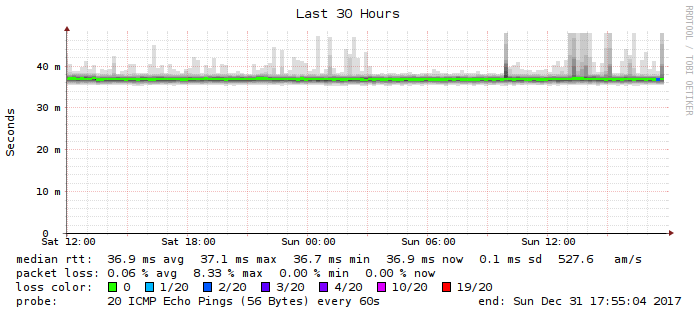 Last 30 Hours
RRDTOOL / TOBI OETIKER
Seconds
40 m
30 m
20 m
10 m
0
Sat 12:00 Sat 18:00 Sun 00:00 Sun 06:00 Sun 12:00
median rtt: 36.9 ms avg 37.1 ms max 36.7 ms min 36.9 ms now 0.1 ms sd 527.6 am/s
packet loss: 0.06 % avg 8.33 % max 0.00 % min 0.00 % now
loss color: 0 1/20 2/20 3/20 4/20 10/20 19/20
probe: 20 ICMP Echo Pings (56 Bytes) every 60s end: Sun Dec 31 17:55:04 2017